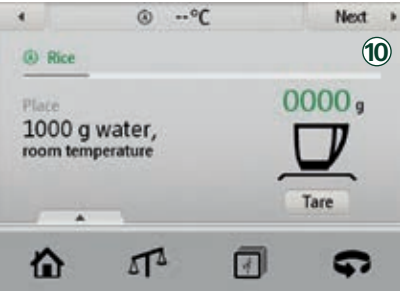 Ⓐ --°C Next
Ⓐ Rice
10
Place
1000 g water,
room temperature
0000 g
Tare